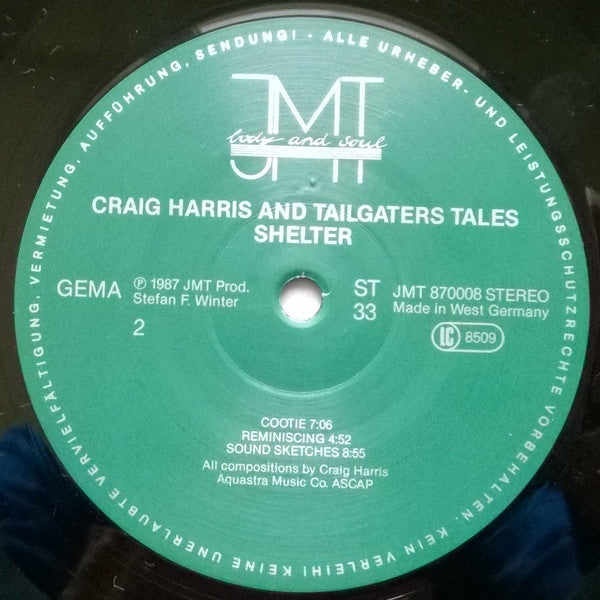 JMT
body and soul
CRAIG HARRIS AND TAILGATERS TALES
SHELTER
GEMA
℗ 1987 JMT Prod.
Stefan F. Winter
2
ST
33
JMT 870008 STEREO
Made in West Germany
LC 8509
COOTIE 7:06
REMINISCING 4:52
SOUND SKETCHES 8:55
All compositions by Craig Harris
Aquastra Music Co. ASCAP
ALLE URHEBER- UND LEISTUNGSSCHUTZRECHTE VORBEHALTEN. KEIN VERLEIH! KEINE UNERLAUBTE VERVIELFÄLTIGUNG, VERMIETUNG, AUFFÜHRUNG, SENDUNG! -